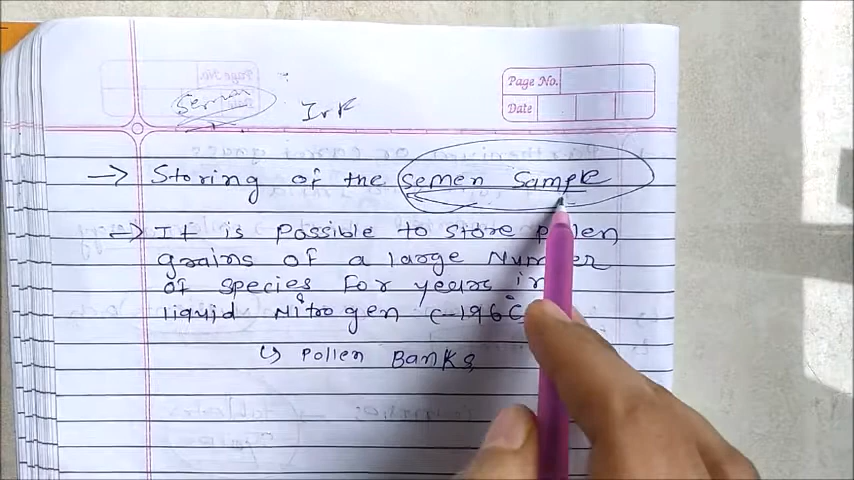 Page No.
Date
Semen IVF
→ Storing of the semen Sample
⇒ It is Possible to store pollen
grains of a large Number
of species for years in
liquid Nitrogen (-196°C
↳ Pollen Banks